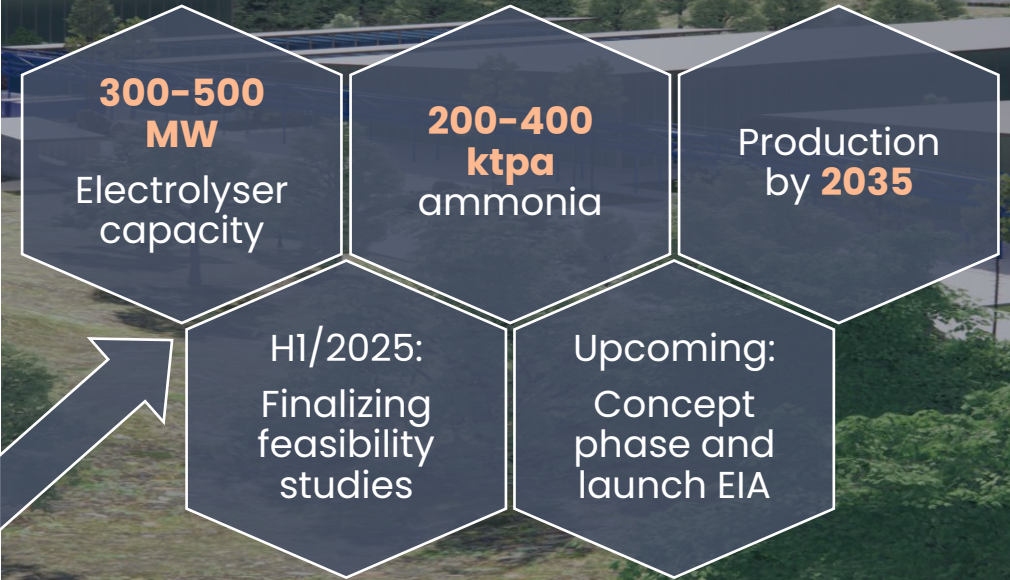 300-500
MW
Electrolyser
capacity
200-400
ktpa
ammonia
Production
by 2035
H1/2025:
Finalizing
feasibility
studies
Upcoming:
Concept
phase and
launch EIA